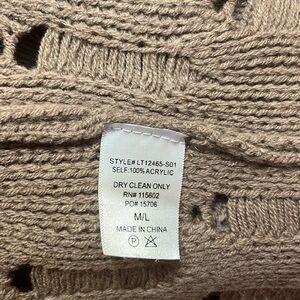 STYLE# LT12465-S01
SELF:100% ACRYLIC
DRY CLEAN ONLY
RN# 115602
PO# 15706
M/L
MADE IN CHINA
P